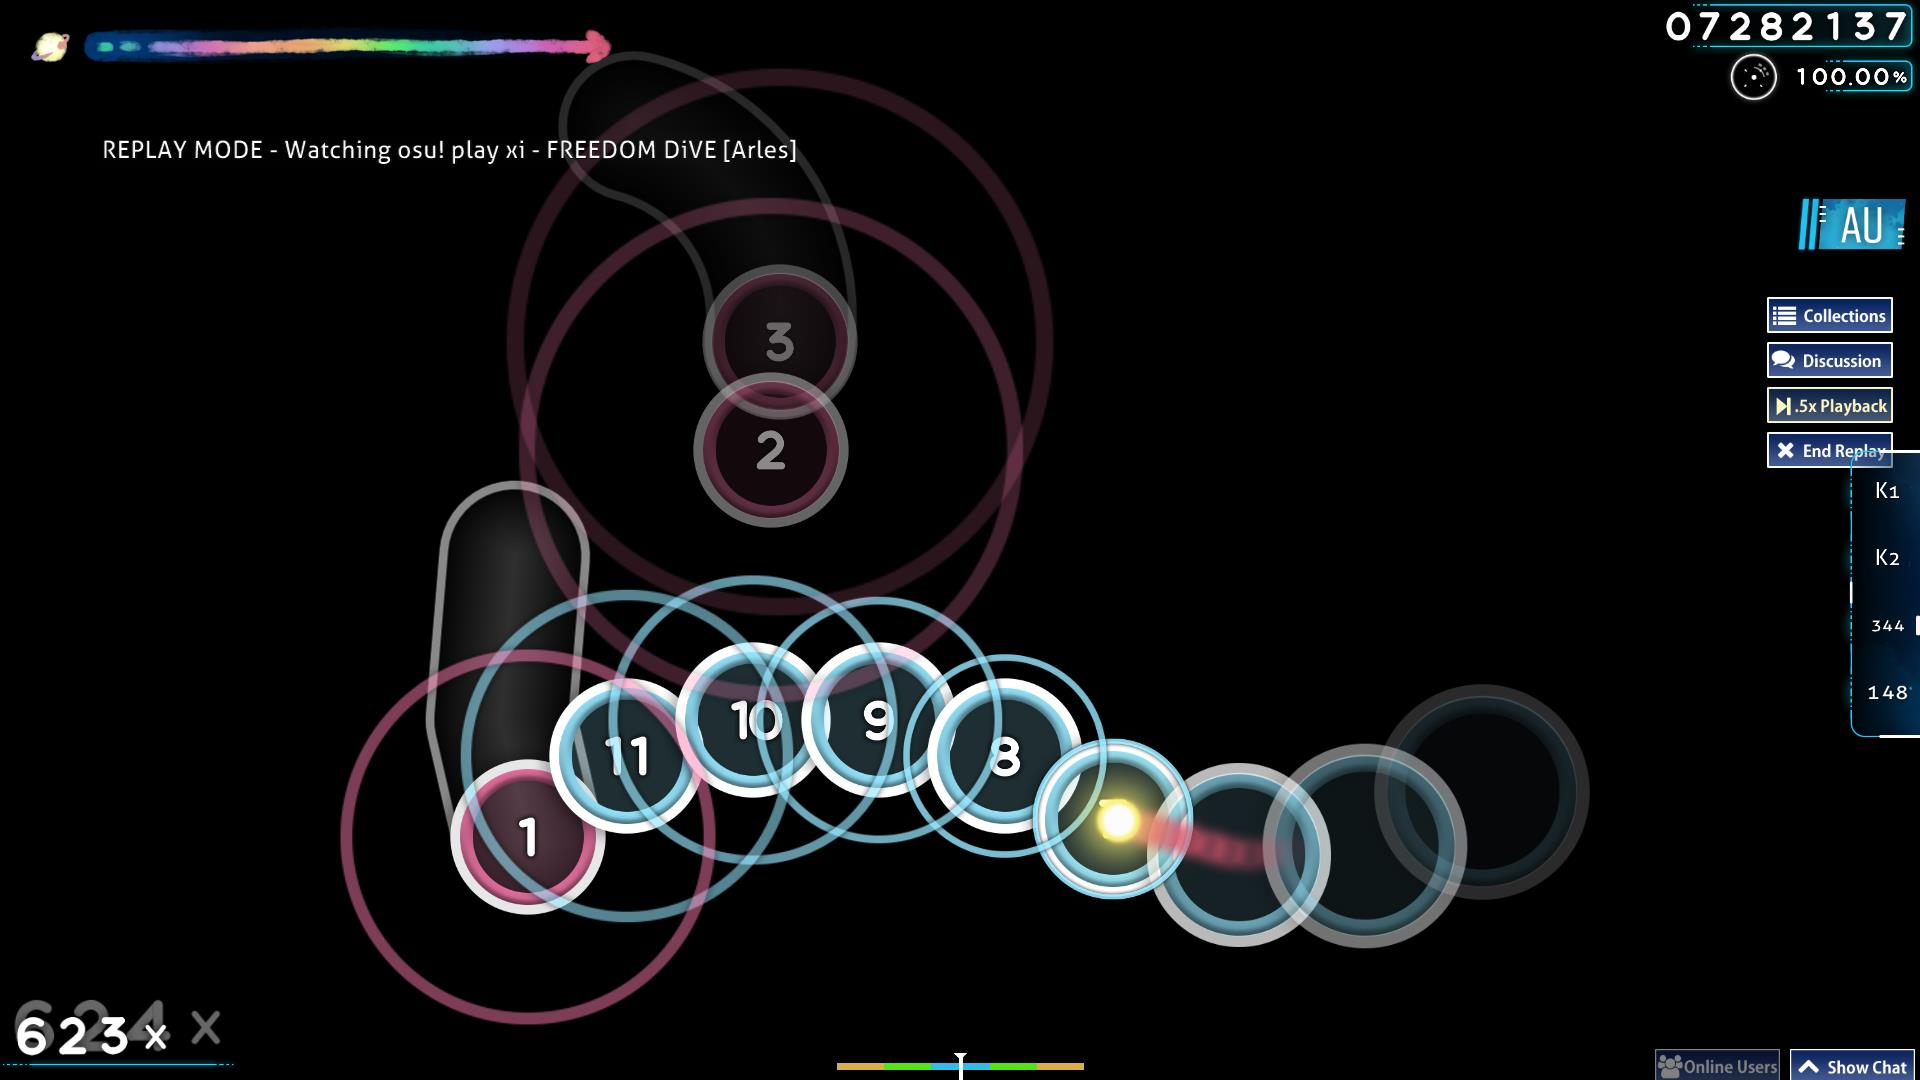 07282137
100.00%
REPLAY MODE - Watching osu! play xi - FREEDOM DiVE [Arles]
AU
Collections
Discussion
.5x Playback
End Replay
3
2
K1
K2
344
148
1
11
10
9
8
624x
623x
Online Users
Show Chat